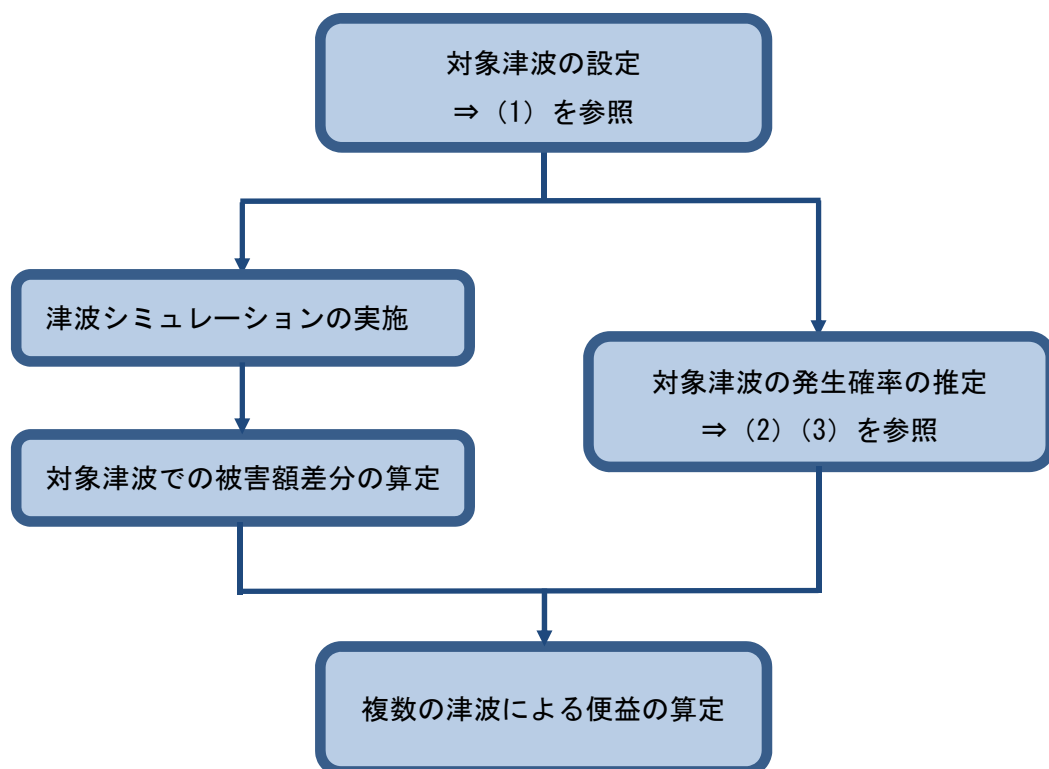 対象津波の設定
⇒（1）を参照
津波シミュレーションの実施
対象津波の発生確率の推定
⇒（2）（3）を参照
対象津波での被害額差分の算定
複数の津波による便益の算定